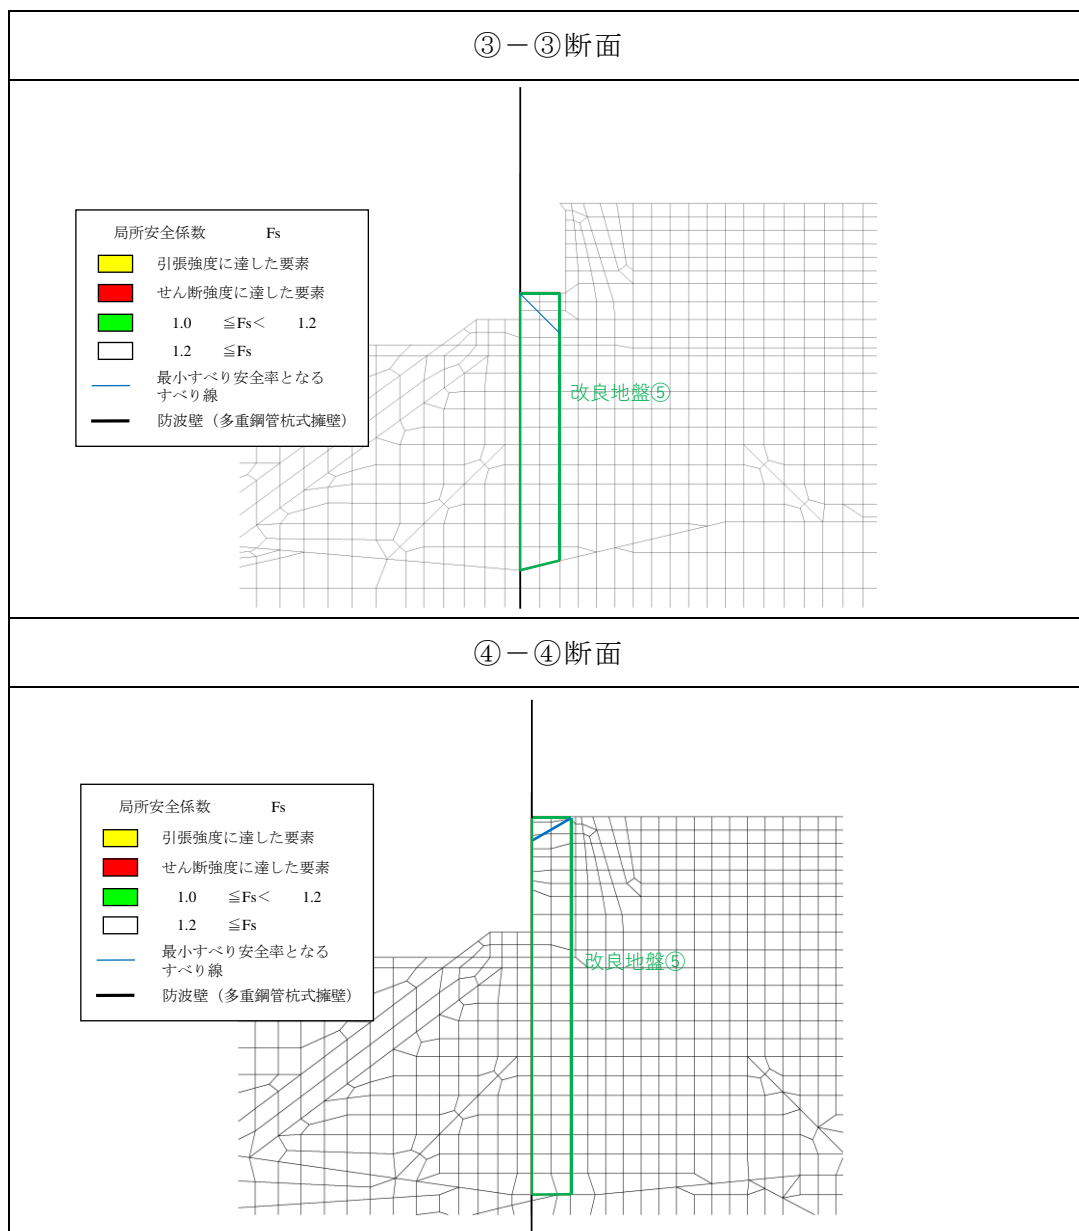 ③－③断面
局所安全係数 Fs
引張強度に達した要素
せん断強度に達した要素
1.0 ≦Fs＜ 1.2
1.2 ≦Fs
最小すべり安全率となる
すべり線
防波壁（多重鋼管杭式擁壁）
改良地盤⑤
④－④断面
局所安全係数 Fs
引張強度に達した要素
せん断強度に達した要素
1.0 ≦Fs＜ 1.2
1.2 ≦Fs
最小すべり安全率となる
すべり線
防波壁（多重鋼管杭式擁壁）
改良地盤⑤